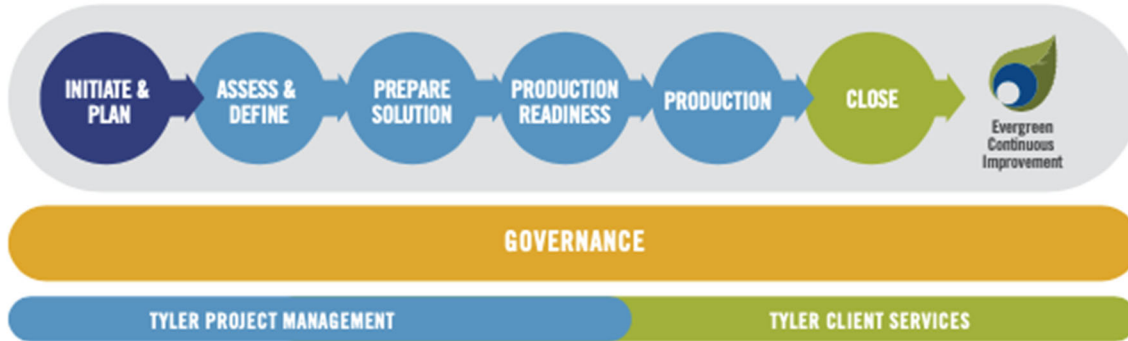 INITIATE &
PLAN
ASSESS &
DEFINE
PREPARE
SOLUTION
PRODUCTION
READINESS
PRODUCTION
CLOSE
Evergreen
Continuous
Improvement
GOVERNANCE
TYLER PROJECT MANAGEMENT
TYLER CLIENT SERVICES